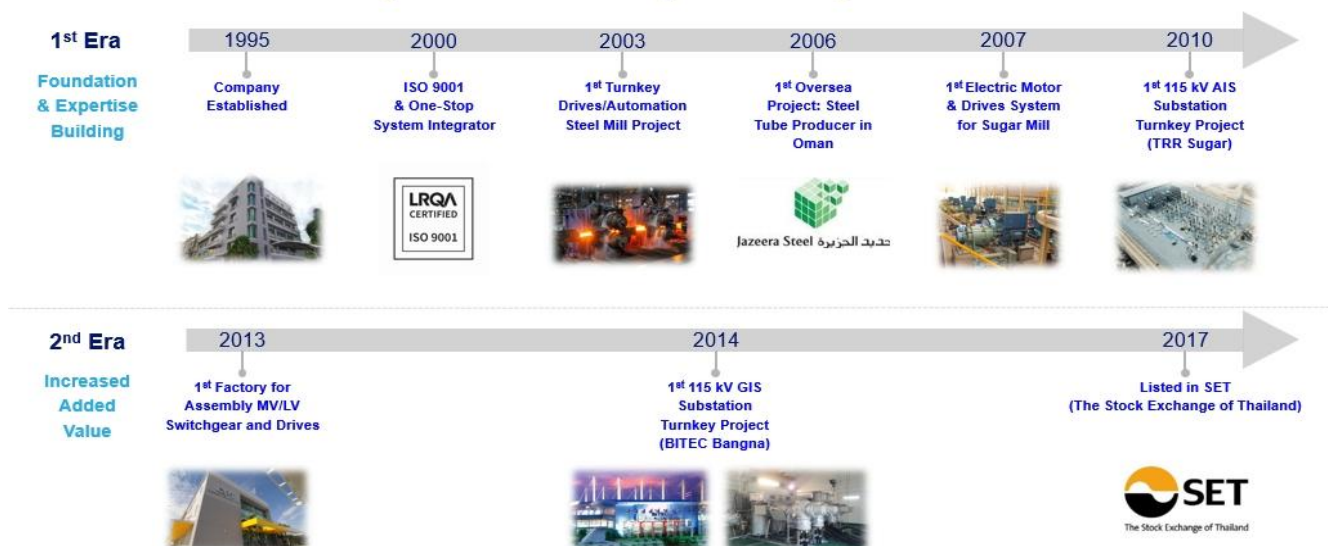 1st Era
Foundation
& Expertise
Building
1995
Company
Established
2000
ISO 9001
& One-Stop
System Integrator
LRQA
CERTIFIED
ISO 9001
2003
1st Turnkey
Drives/Automation
Steel Mill Project
2006
1st Oversea
Project: Steel
Tube Producer in
Oman
Jazeera Steel حديد الجزيرة
2007
1st Electric Motor
& Drives System
for Sugar Mill
2010
1st 115 kV AIS
Substation
Turnkey Project
(TRR Sugar)
2nd Era
Increased
Added
Value
2013
1st Factory for
Assembly MV/LV
Switchgear and Drives
2014
1st 115 kV GIS
Substation
Turnkey Project
(BITEC Bangna)
2017
Listed in SET
(The Stock Exchange of Thailand)
SET
The Stock Exchange of Thailand